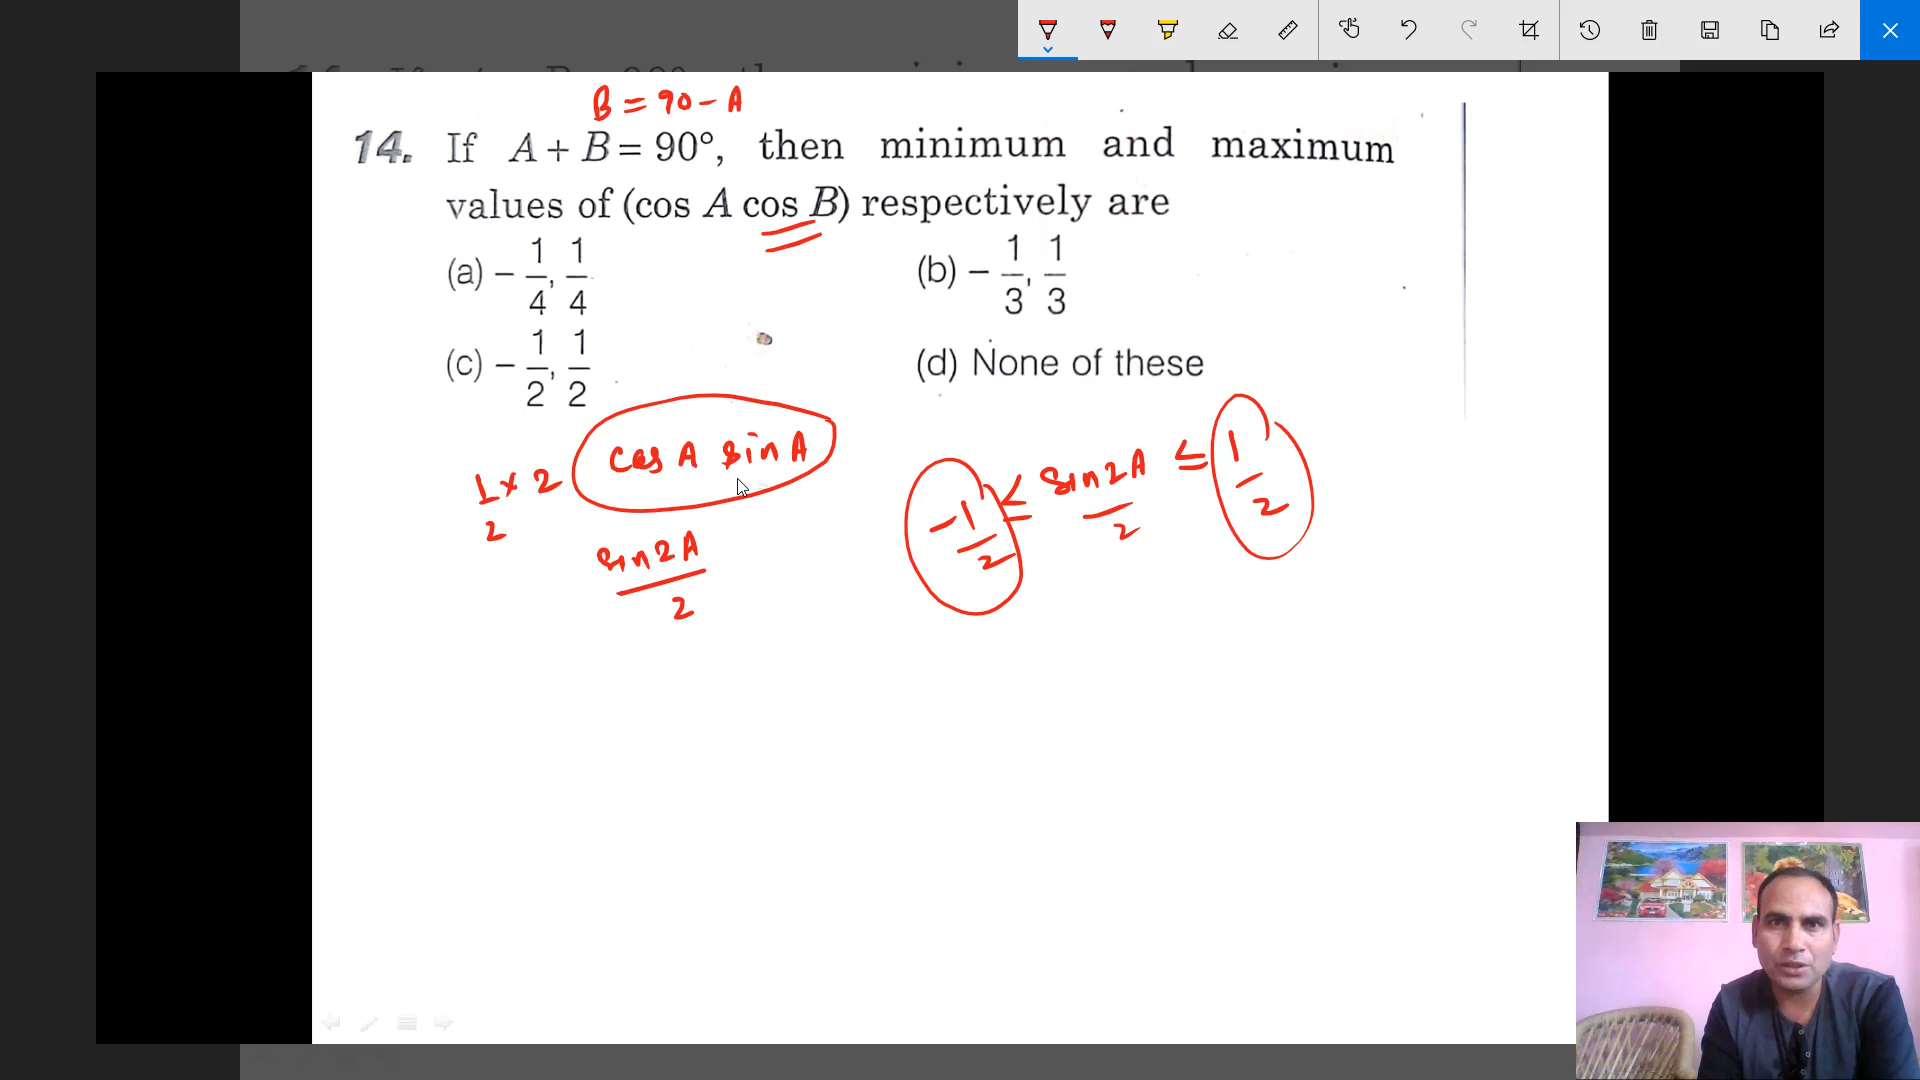 B = 90 - A
14. If A + B = 90°, then minimum and maximum
values of (cos A cos B) respectively are
(a) - 1/4, 1/4
(b) - 1/3, 1/3
(c) - 1/2, 1/2
(d) None of these
1/2 × 2 cos A sin A
sin2A/2
-1/2 ≤ sin2A/2 ≤ 1/2